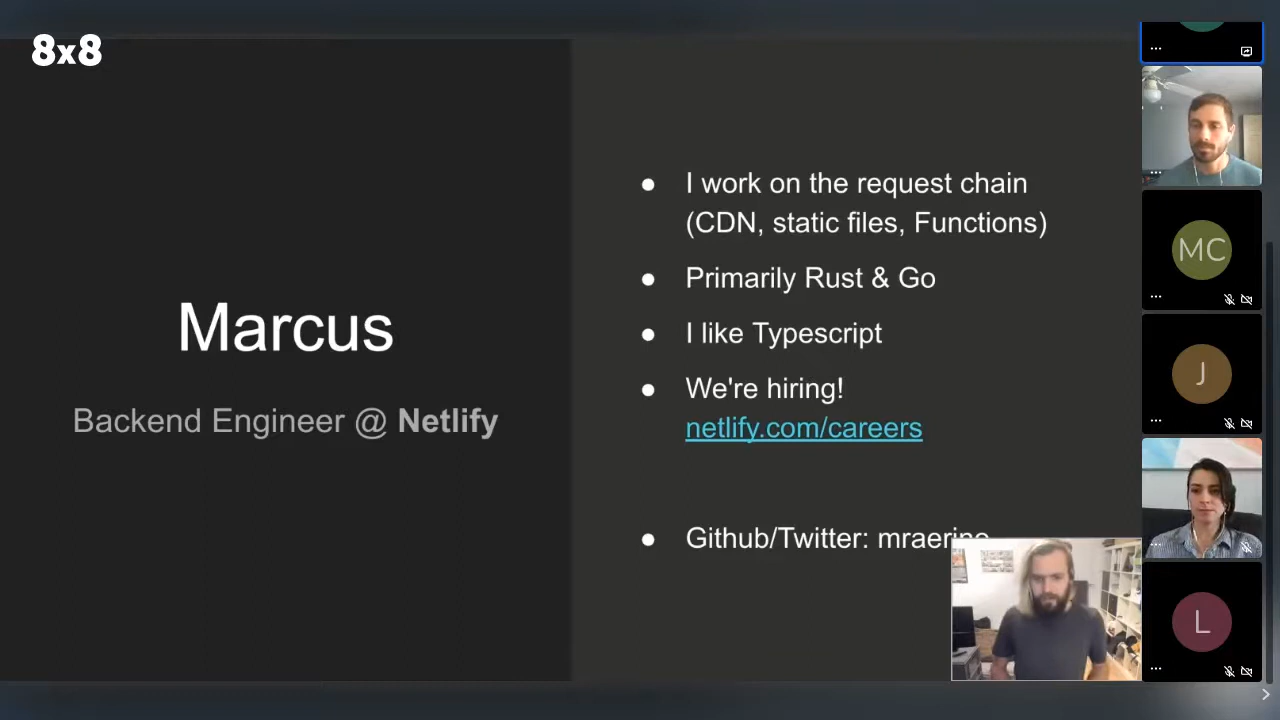 8x8
Marcus
Backend Engineer @ Netlify
● I work on the request chain
(CDN, static files, Functions)
● Primarily Rust & Go
● I like Typescript
● We're hiring!
netlify.com/careers
● Github/Twitter:
MC
J
L